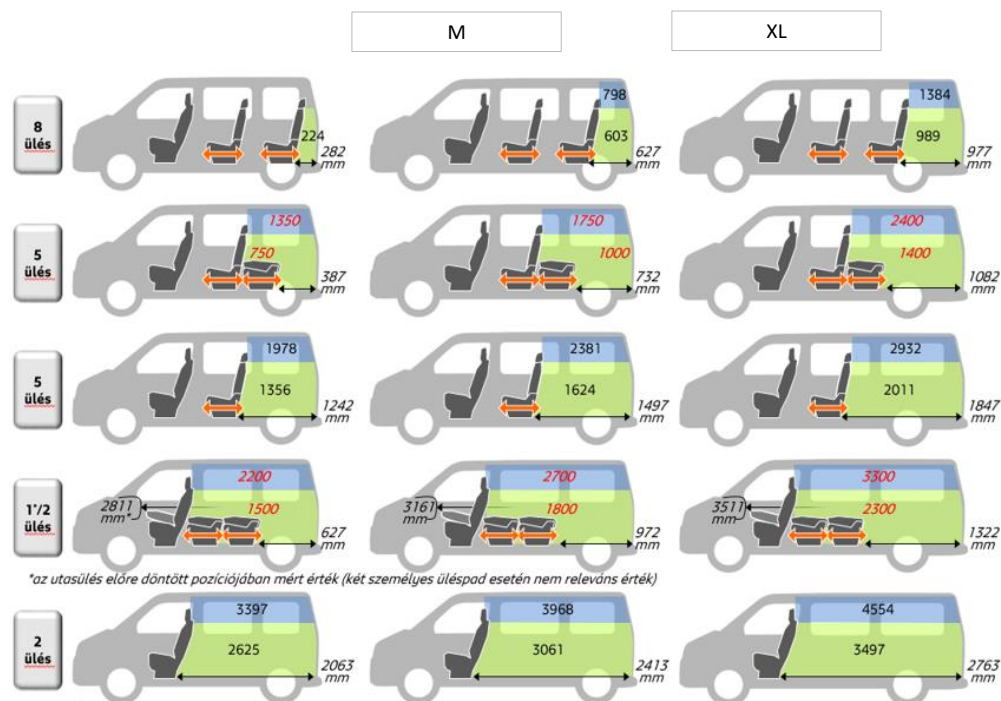 M
XL
8
ülés
224
282
mm
798
603
627
mm
1384
989
977
mm
5
ülés
1350
750
387
mm
1750
1000
732
mm
2400
1400
1082
mm
5
ülés
1978
1356
1242
mm
2381
1624
1497
mm
2932
2011
1847
mm
1*/2
ülés
2811
mm*
2200
1500
627
mm
3161
mm
2700
1800
972
mm
3511
mm
3300
2300
1322
mm
*az utasülés előre döntött pozíciójában mért érték (két személyes üléspad esetén nem releváns érték)
2
ülés
3397
2625
2063
mm
3968
3061
2413
mm
4554
3497
2763
mm